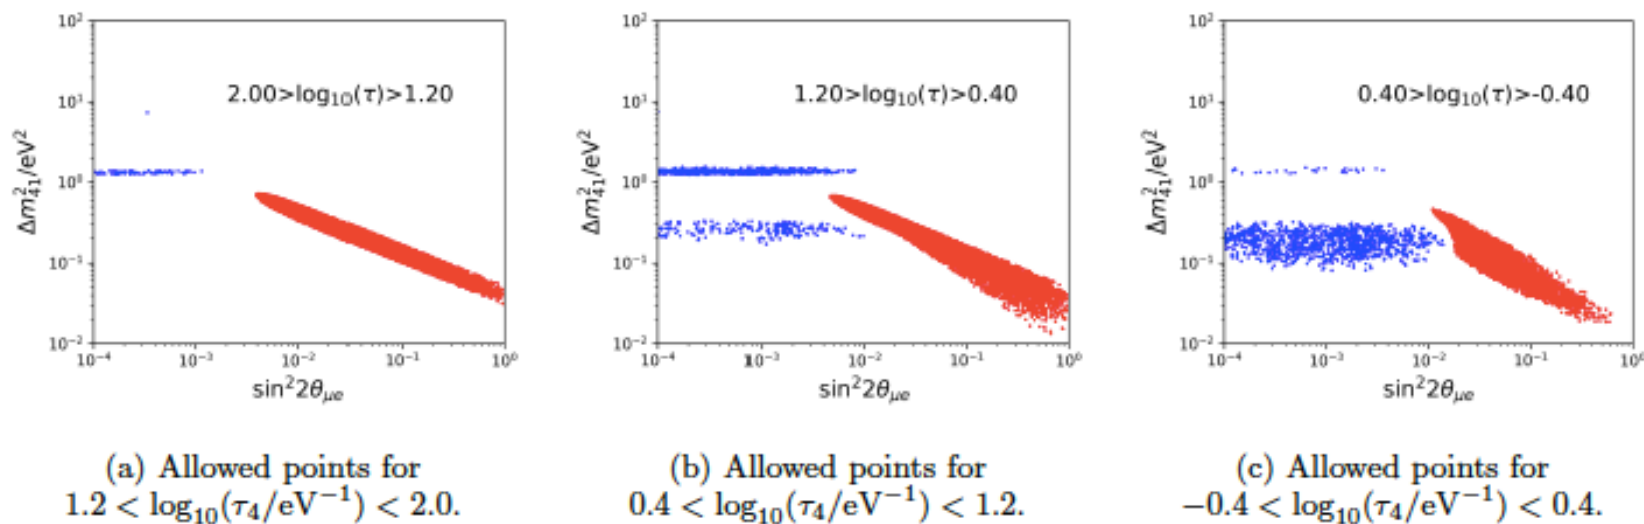 10²
10¹
10⁰
10⁻¹
10⁻²
Δm²₄₁/eV²
2.00>log₁₀(τ)>1.20
10⁻⁴ 10⁻³ 10⁻² 10⁻¹ 10⁰
sin²2θμe
(a) Allowed points for
1.2 < log₁₀(τ₄/eV⁻¹) < 2.0.
10²
10¹
10⁰
10⁻¹
10⁻²
Δm²₄₁/eV²
1.20>log₁₀(τ)>0.40
10⁻⁴ 10⁻³ 10⁻² 10⁻¹ 10⁰
sin²2θμe
(b) Allowed points for
0.4 < log₁₀(τ₄/eV⁻¹) < 1.2.
10²
10¹
10⁰
10⁻¹
10⁻²
Δm²₄₁/eV²
0.40>log₁₀(τ)>-0.40
10⁻⁴ 10⁻³ 10⁻² 10⁻¹ 10⁰
sin²2θμe
(c) Allowed points for
−0.4 < log₁₀(τ₄/eV⁻¹) < 0.4.